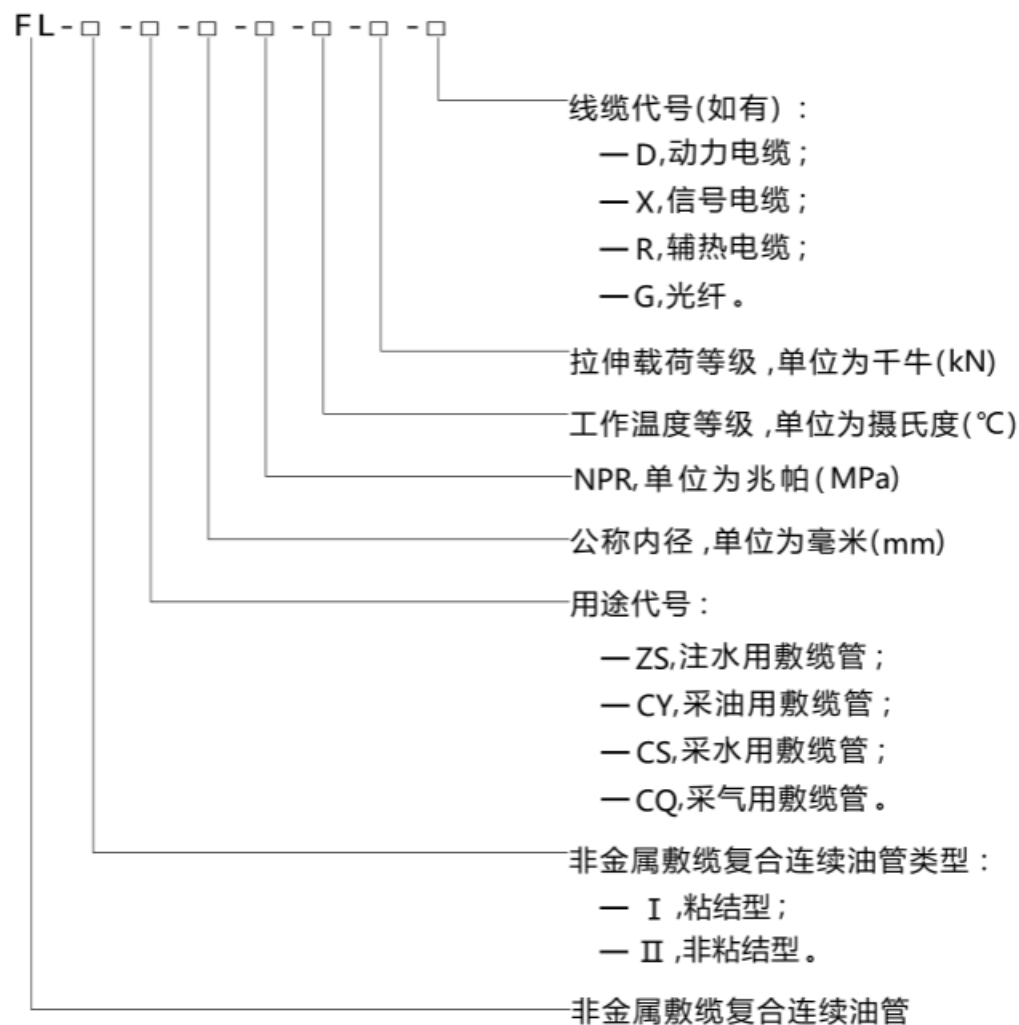 FL-□-□-□-□-□-□-□
线缆代号(如有)：
—D,动力电缆；
—X,信号电缆；
—R,辅热电缆；
—G,光纤。
拉伸载荷等级,单位为千牛(kN)
工作温度等级,单位为摄氏度(℃)
NPR,单位为兆帕(MPa)
公称内径,单位为毫米(mm)
用途代号：
—ZS,注水用敷缆管；
—CY,采油用敷缆管；
—CS,采水用敷缆管；
—CQ,采气用敷缆管。
非金属敷缆复合连续油管类型：
—Ⅰ,粘结型；
—Ⅱ,非粘结型。
非金属敷缆复合连续油管